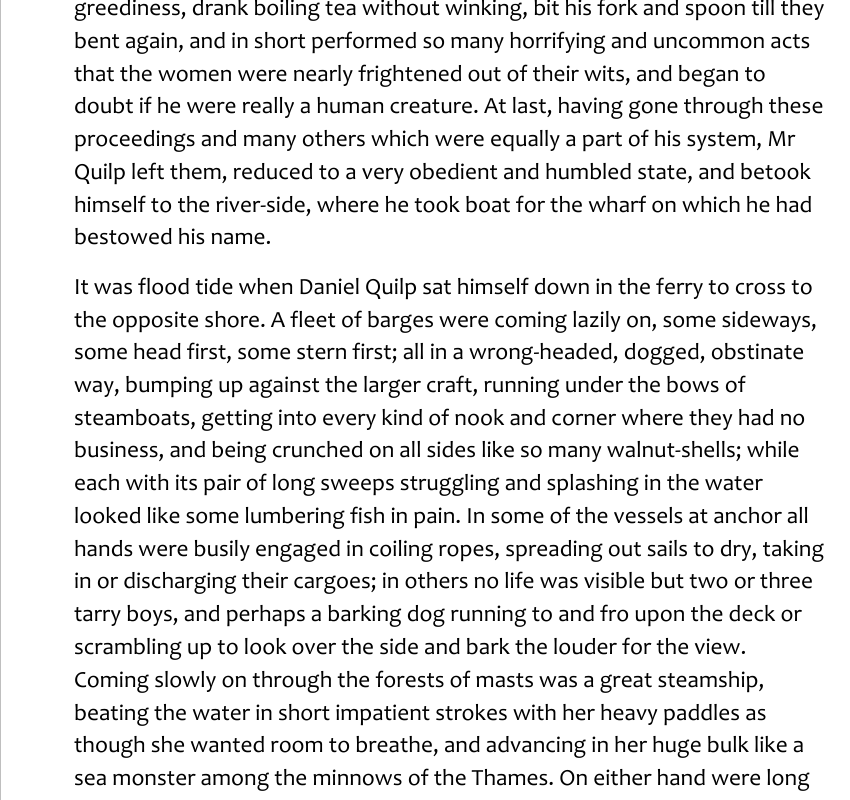 greediness, drank boiling tea without winking, bit his fork and spoon till they
bent again, and in short performed so many horrifying and uncommon acts
that the women were nearly frightened out of their wits, and began to
doubt if he were really a human creature. At last, having gone through these
proceedings and many others which were equally a part of his system, Mr
Quilp left them, reduced to a very obedient and humbled state, and betook
himself to the river-side, where he took boat for the wharf on which he had
bestowed his name.
It was flood tide when Daniel Quilp sat himself down in the ferry to cross to
the opposite shore. A fleet of barges were coming lazily on, some sideways,
some head first, some stern first; all in a wrong-headed, dogged, obstinate
way, bumping up against the larger craft, running under the bows of
steamboats, getting into every kind of nook and corner where they had no
business, and being crunched on all sides like so many walnut-shells; while
each with its pair of long sweeps struggling and splashing in the water
looked like some lumbering fish in pain. In some of the vessels at anchor all
hands were busily engaged in coiling ropes, spreading out sails to dry, taking
in or discharging their cargoes; in others no life was visible but two or three
tarry boys, and perhaps a barking dog running to and fro upon the deck or
scrambling up to look over the side and bark the louder for the view.
Coming slowly on through the forests of masts was a great steamship,
beating the water in short impatient strokes with her heavy paddles as
though she wanted room to breathe, and advancing in her huge bulk like a
sea monster among the minnows of the Thames. On either hand were long